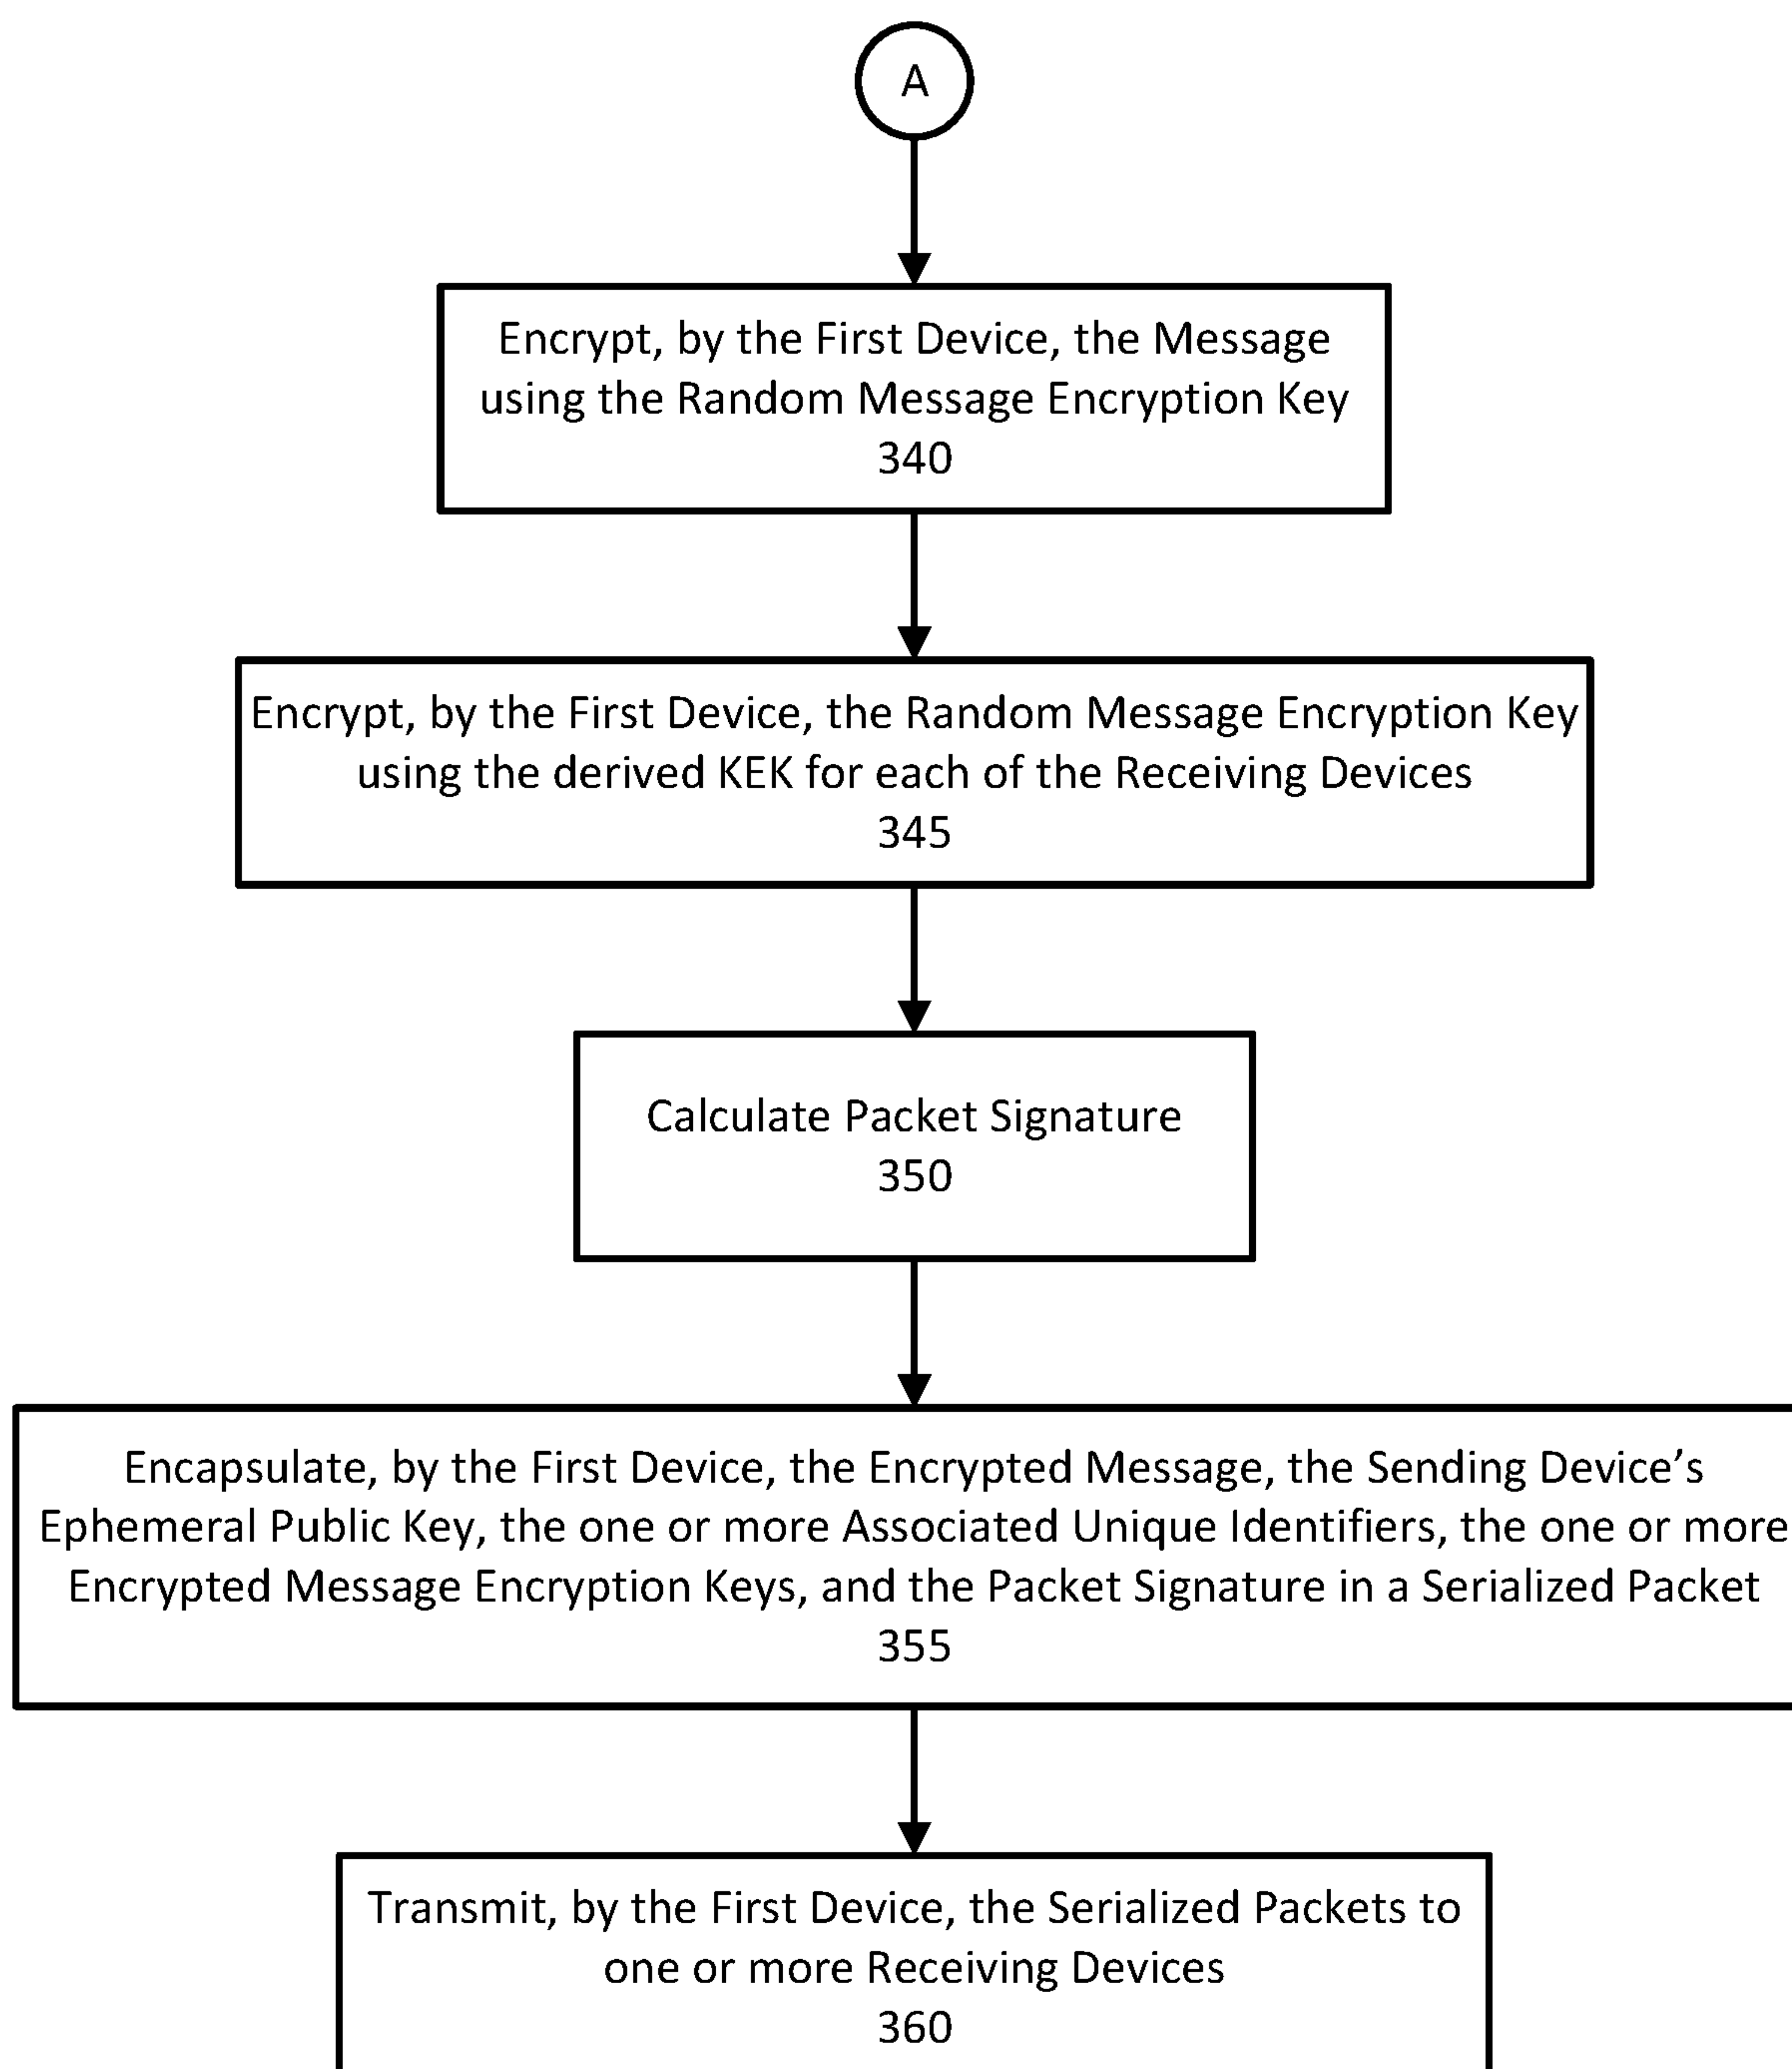 A
Encrypt, by the First Device, the Message
using the Random Message Encryption Key
340
Encrypt, by the First Device, the Random Message Encryption Key
using the derived KEK for each of the Receiving Devices
345
Calculate Packet Signature
350
Encapsulate, by the First Device, the Encrypted Message, the Sending Device’s
Ephemeral Public Key, the one or more Associated Unique Identifiers, the one or more
Encrypted Message Encryption Keys, and the Packet Signature in a Serialized Packet
355
Transmit, by the First Device, the Serialized Packets to
one or more Receiving Devices
360